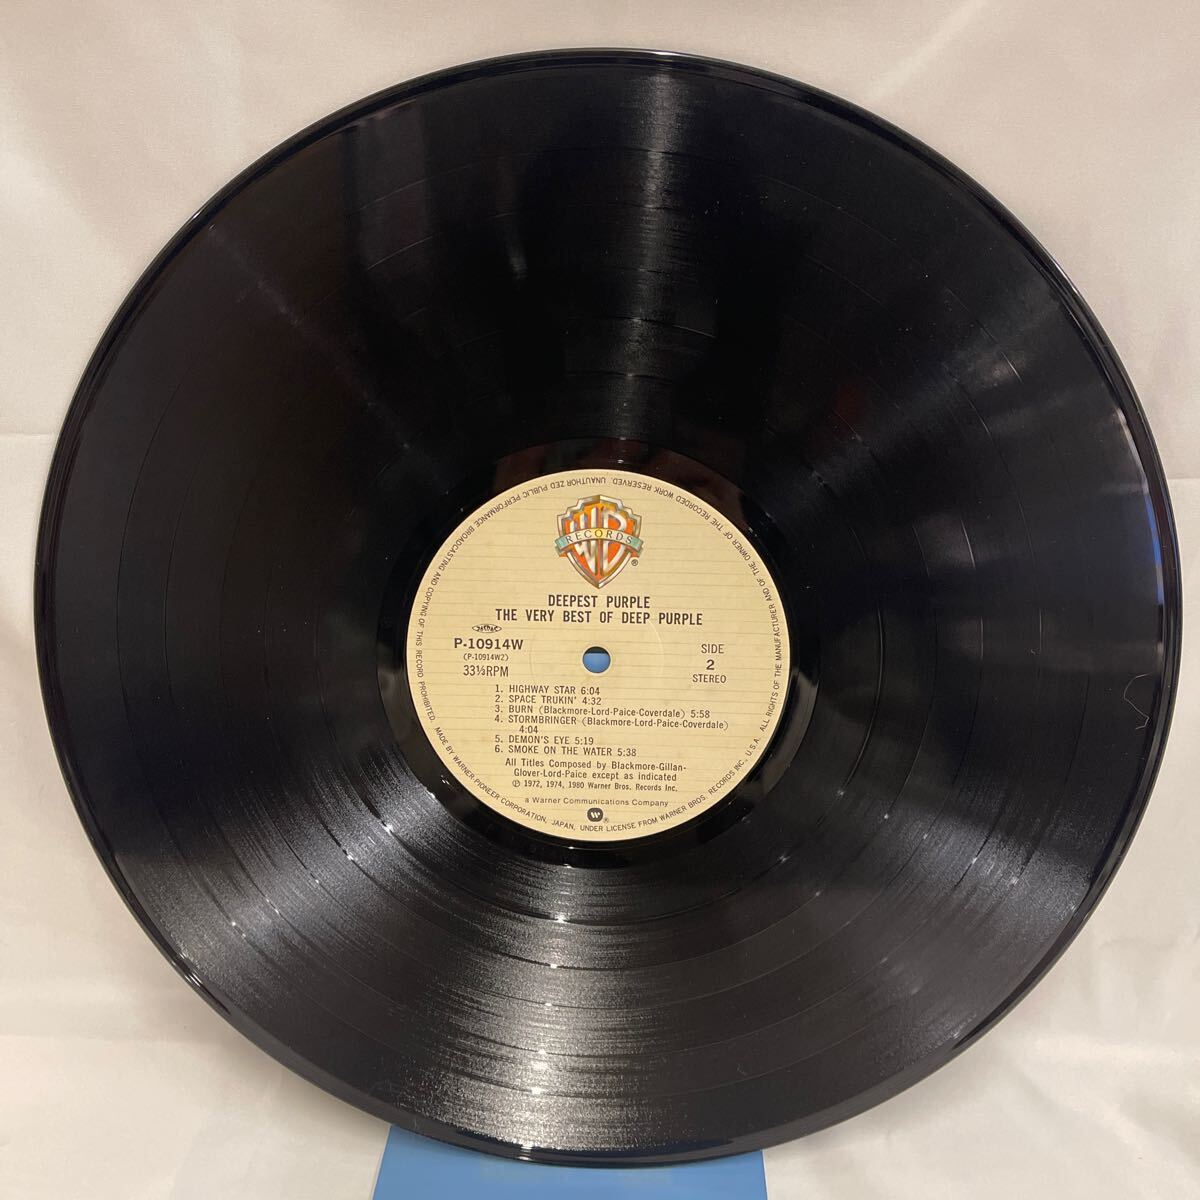 UNAUTHORIZED PUBLIC PERFORMANCE BROADCASTING AND COPYING OF THIS RECORD PROHIBITED. MADE BY WARNER-PIONEER CORPORATION, JAPAN, UNDER LICENSE FROM WARNER BROS. RECORDS INC., U.S.A. ALL RIGHTS OF THE MANUFACTURER AND OF THE OWNER OF THE RECORDED WORK RESERVED.
WB
RECORDS
®
DEEPEST PURPLE
THE VERY BEST OF DEEP PURPLE
P-10914W
(P-10914W2)
33⅓RPM
SIDE
2
STEREO
1. HIGHWAY STAR 6:04
2. SPACE TRUKIN' 4:32
3. BURN (Blackmore-Lord-Paice-Coverdale) 5:58
4. STORMBRINGER (Blackmore-Lord-Paice-Coverdale)
4:04
5. DEMON'S EYE 5:19
6. SMOKE ON THE WATER 5:38
All Titles Composed by Blackmore-Gillan-
Glover-Lord-Paice except as indicated
℗ 1972, 1974, 1980 Warner Bros. Records Inc.
a Warner Communications Company
W®